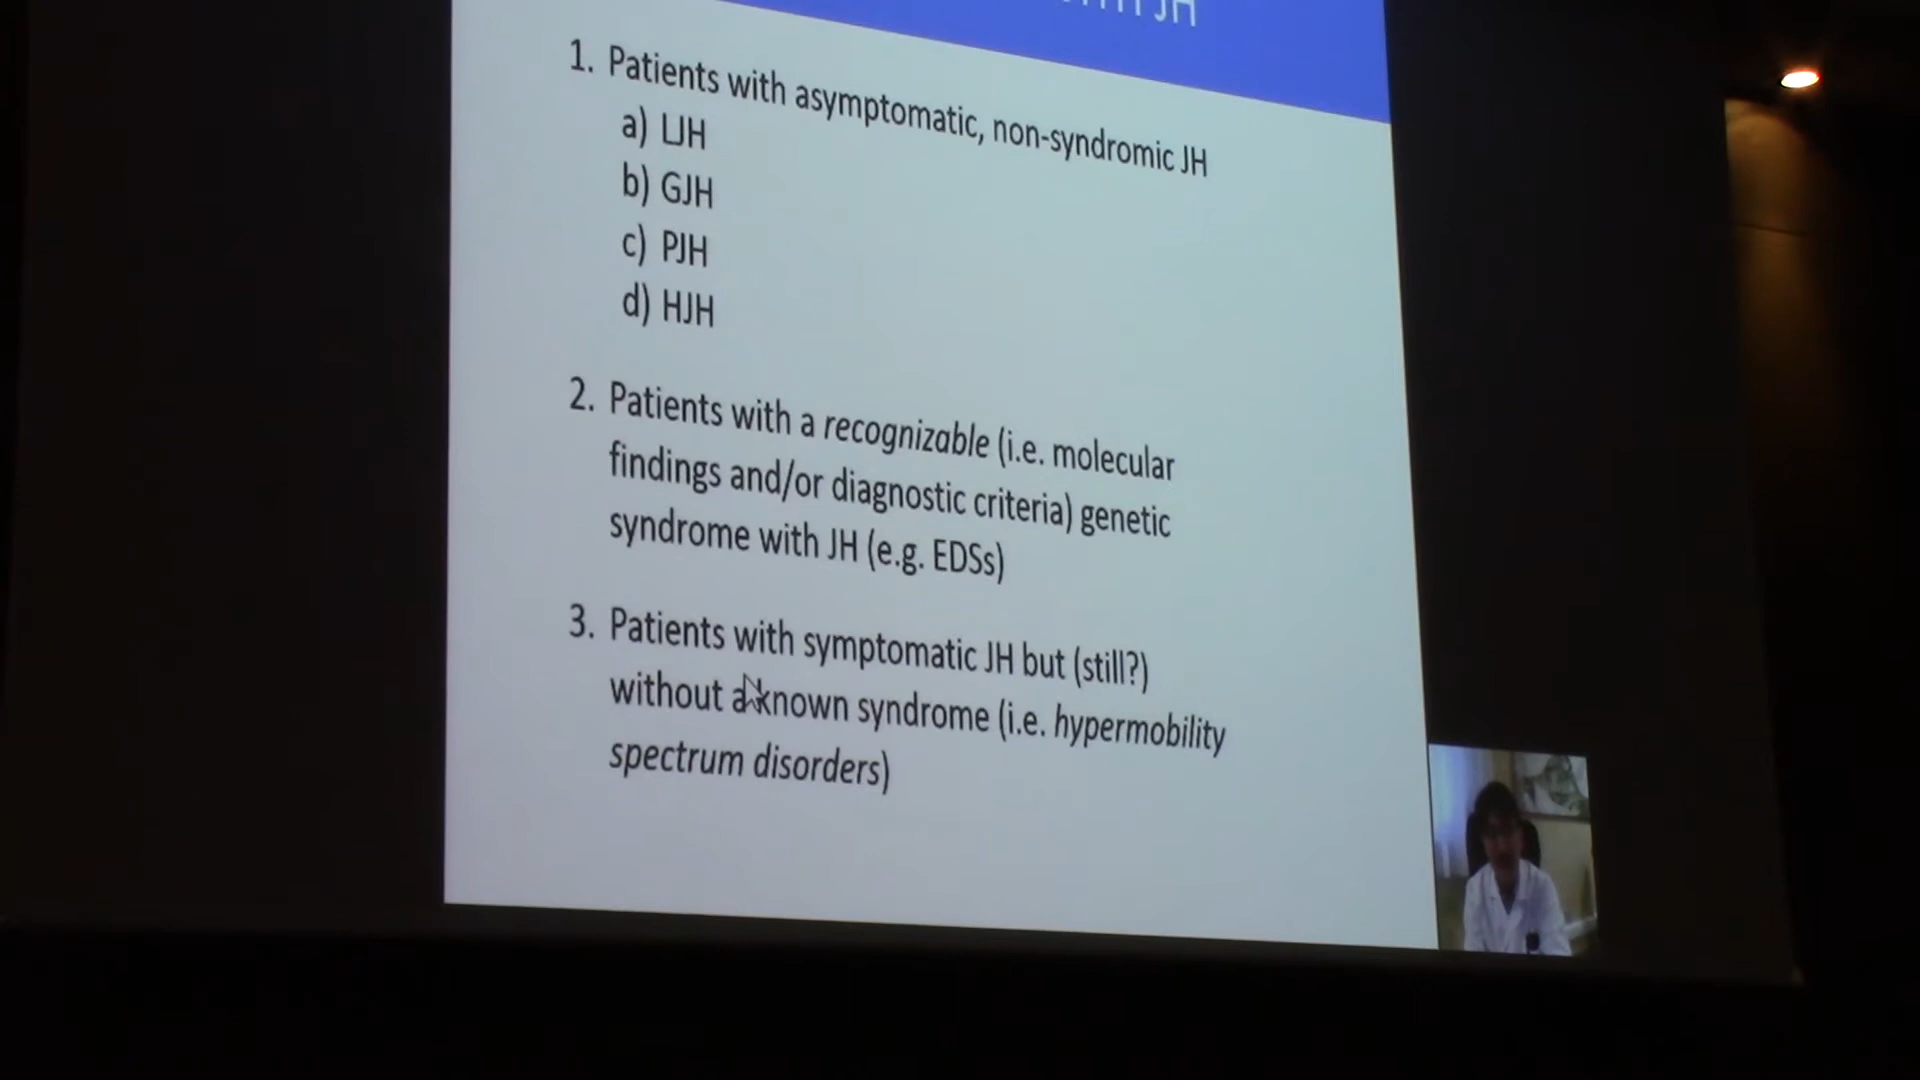 JH
1. Patients with asymptomatic, non-syndromic JH
a) LJH
b) GJH
c) PJH
d) HJH
2. Patients with a recognizable (i.e. molecular
findings and/or diagnostic criteria) genetic
syndrome with JH (e.g. EDSs)
3. Patients with symptomatic JH but (still?)
without a known syndrome (i.e. hypermobility
spectrum disorders)